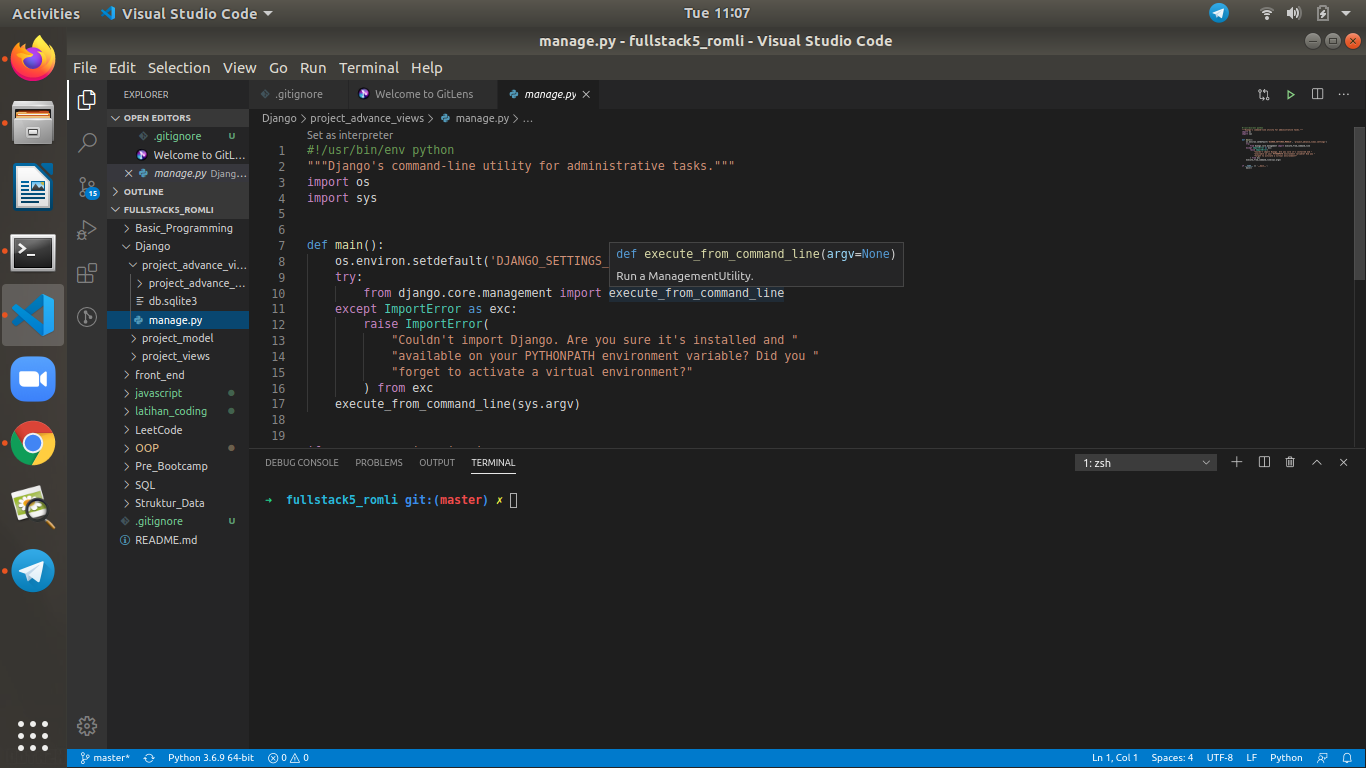 Activities
Visual Studio Code
Tue 11:07
manage.py - fullstack5_romli - Visual Studio Code
File Edit Selection View Go Run Terminal Help
EXPLORER
OPEN EDITORS
.gitignore U
Welcome to GitL...
manage.py Djang...
OUTLINE
FULLSTACK5_ROMLI
Basic_Programming
Django
project_advance_vi...
project_advance_...
db.sqlite3
manage.py
project_model
project_views
front_end
javascript
latihan_coding
LeetCode
OOP
Pre_Bootcamp
SQL
Struktur_Data
.gitignore U
README.md
15
.gitignore
Welcome to GitLens
manage.py
Django > project_advance_views > manage.py > ...
Set as interpreter
1 #!/usr/bin/env python
2 """Django's command-line utility for administrative tasks."""
3 import os
4 import sys
5
6
7 def main():
8 os.environ.setdefault('DJANGO_SETTINGS_
9 try:
10 from django.core.management import execute_from_command_line
11 except ImportError as exc:
12 raise ImportError(
13 "Couldn't import Django. Are you sure it's installed and "
14 "available on your PYTHONPATH environment variable? Did you "
15 "forget to activate a virtual environment?"
16 ) from exc
17 execute_from_command_line(sys.argv)
18
19
def execute_from_command_line(argv=None)
Run a ManagementUtility.
DEBUG CONSOLE PROBLEMS OUTPUT TERMINAL
1: zsh
➜ fullstack5_romli git:(master) ✗
master* Python 3.6.9 64-bit 0 0
Ln 1, Col 1 Spaces: 4 UTF-8 LF Python